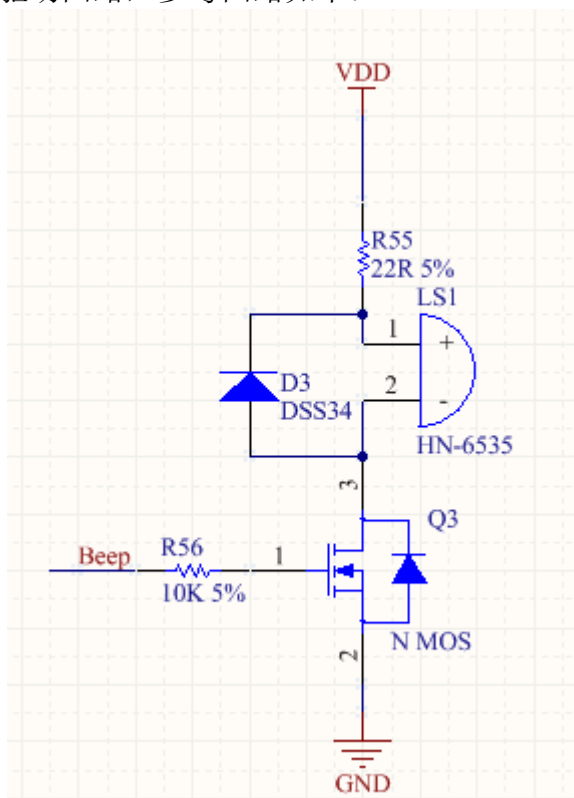 VDD
R55
22R 5%
LS1
1
+
D3
DSS34
2
-
HN-6535
3
Q3
Beep
R56
10K 5%
1
N MOS
2
GND